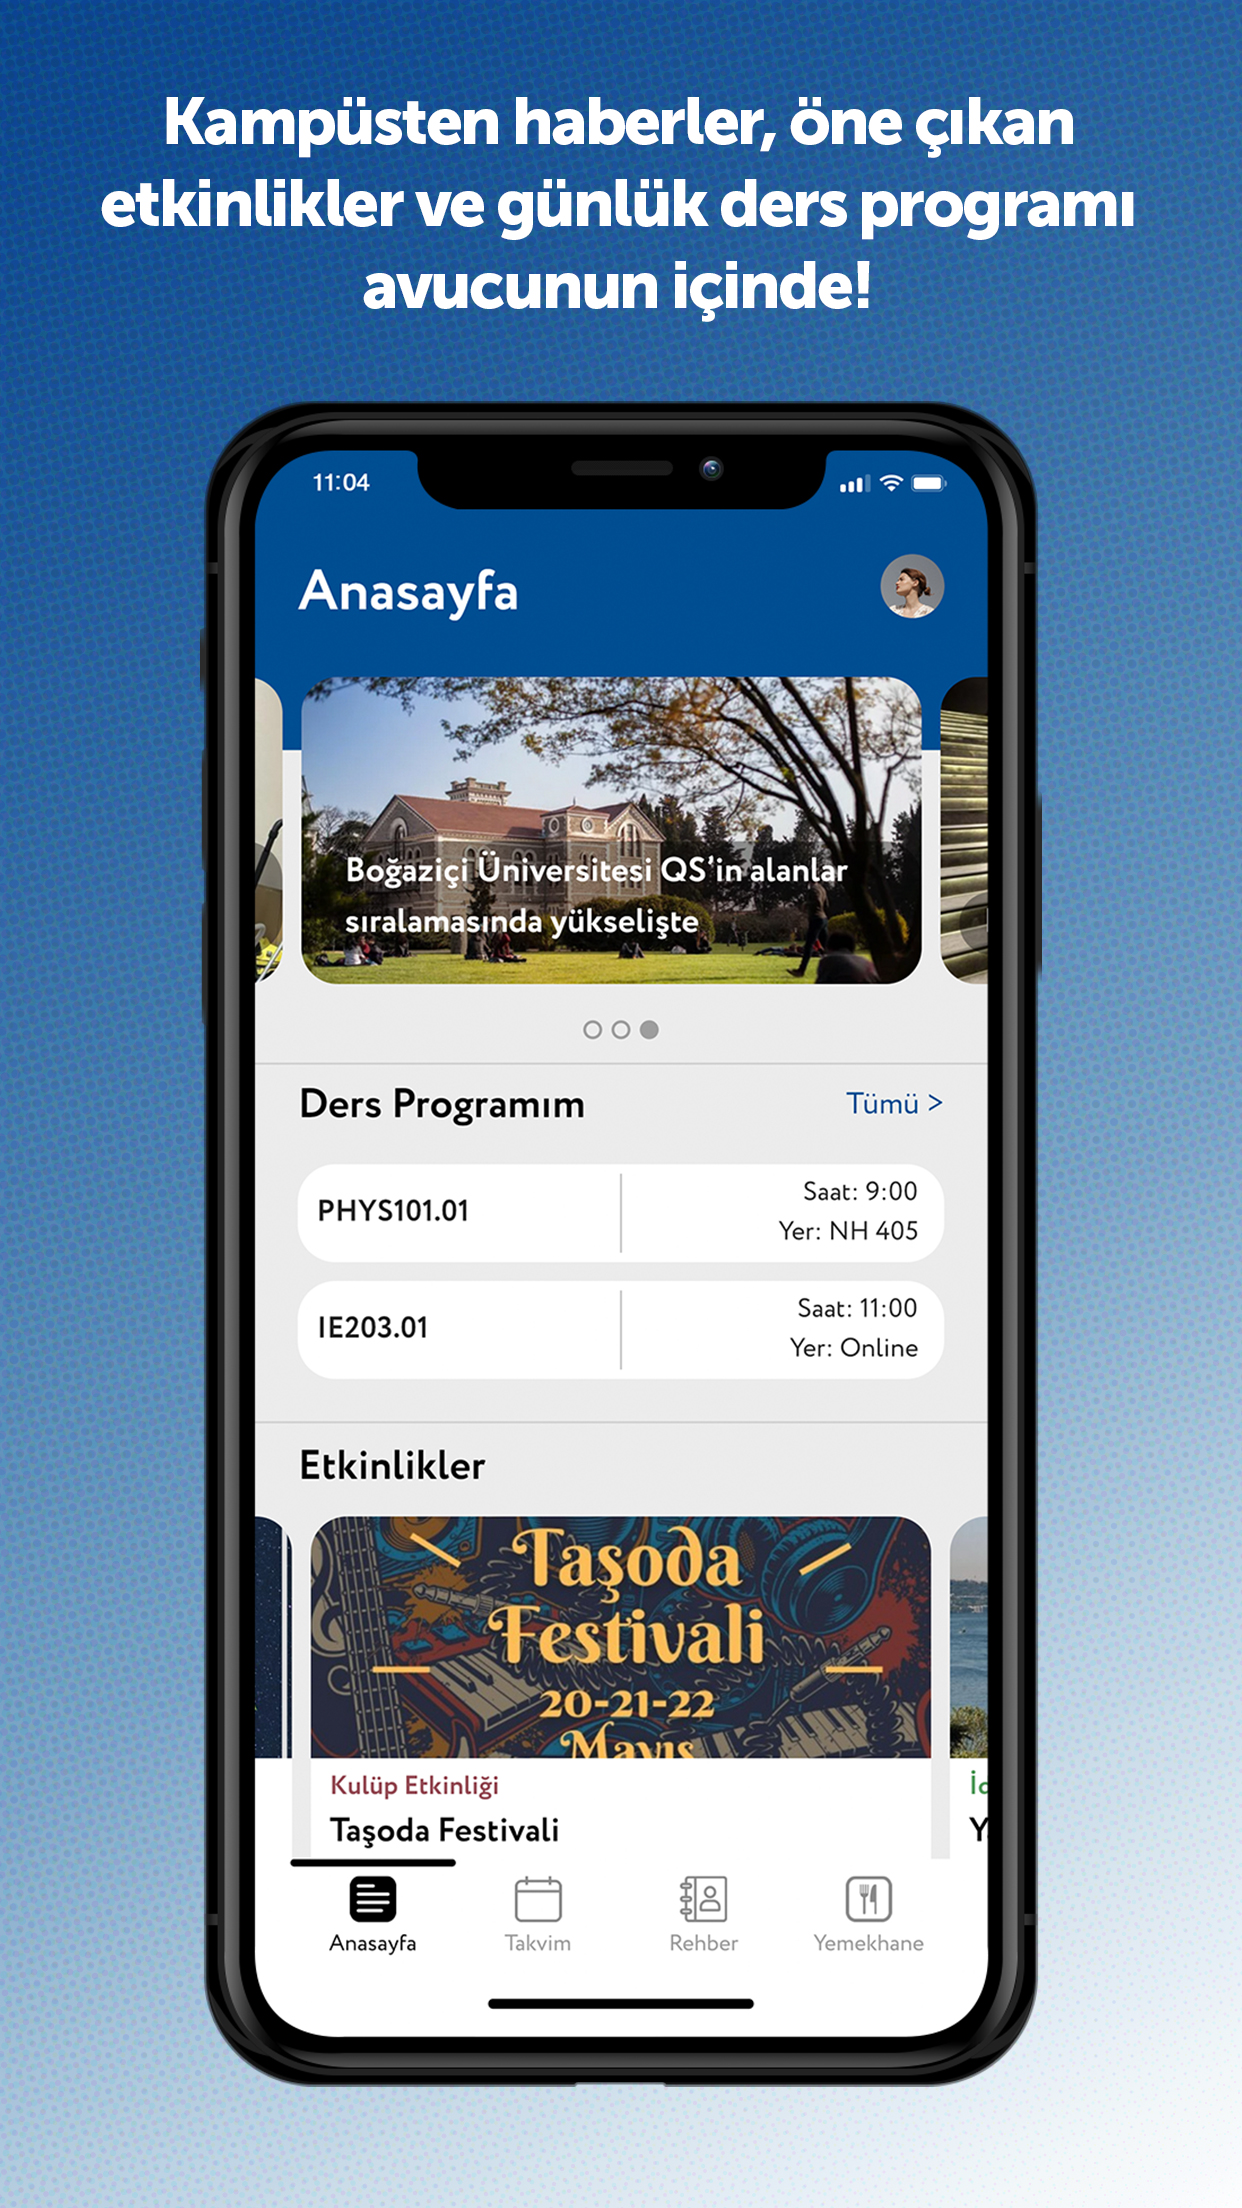 Kampüsten haberler, öne çıkan
etkinlikler ve günlük ders programı
avucunun içinde!
11:04
Anasayfa
Boğaziçi Üniversitesi QS'in alanlar
sıralamasında yükselişte
Ders Programım
Tümü >
PHYS101.01
Saat: 9:00
Yer: NH 405
IE203.01
Saat: 11:00
Yer: Online
Etkinlikler
Taşoda
Festivali
20-21-22
Mayıs
Kulüp Etkinliği
Taşoda Festivali
Anasayfa
Takvim
Rehber
Yemekhane